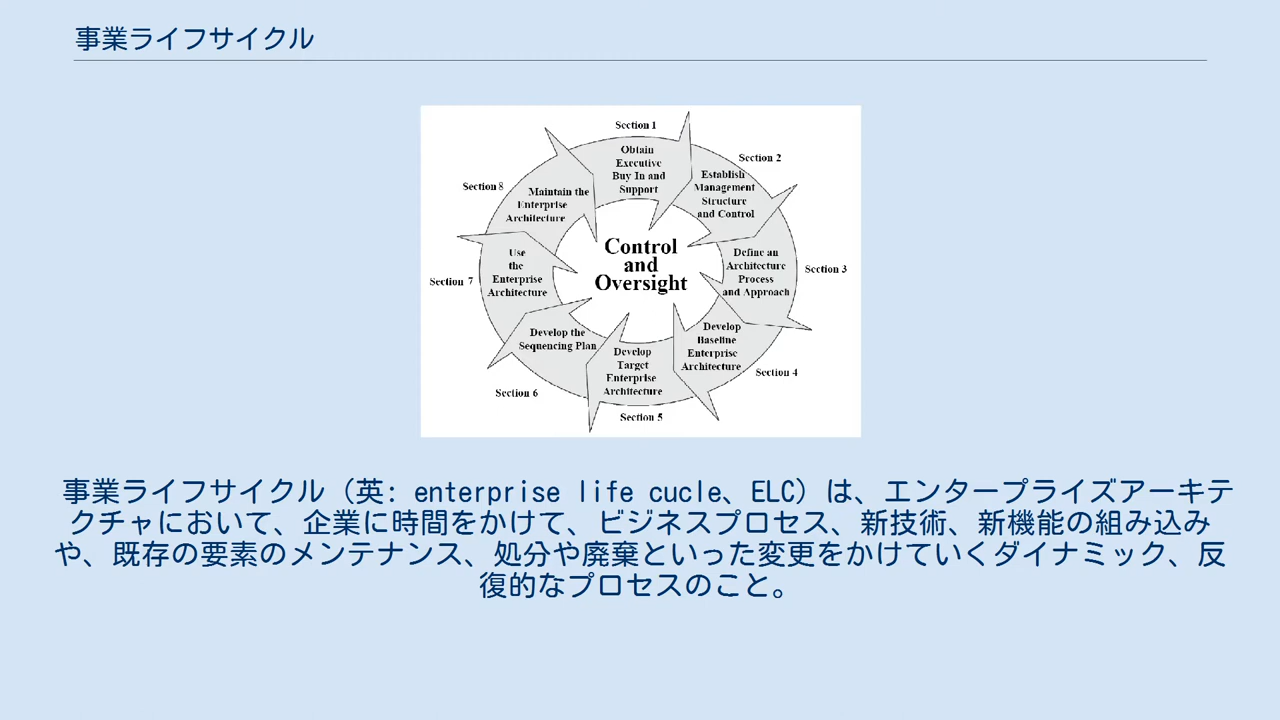 事業ライフサイクル
Section 1
Obtain
Executive
Buy In and
Support
Section 2
Establish
Management
Structure
and Control
Section 3
Define an
Architecture
Process
and Approach
Section 4
Develop
Baseline
Enterprise
Architecture
Section 5
Develop
Target
Enterprise
Architecture
Section 6
Develop the
Sequencing Plan
Section 7
Use
the
Enterprise
Architecture
Section 8
Maintain the
Enterprise
Architecture
Control
and
Oversight
事業ライフサイクル（英: enterprise life cucle、ELC）は、エンタープライズアーキテ
クチャにおいて、企業に時間をかけて、ビジネスプロセス、新技術、新機能の組み込み
や、既存の要素のメンテナンス、処分や廃棄といった変更をかけていくダイナミック、反
復的なプロセスのこと。